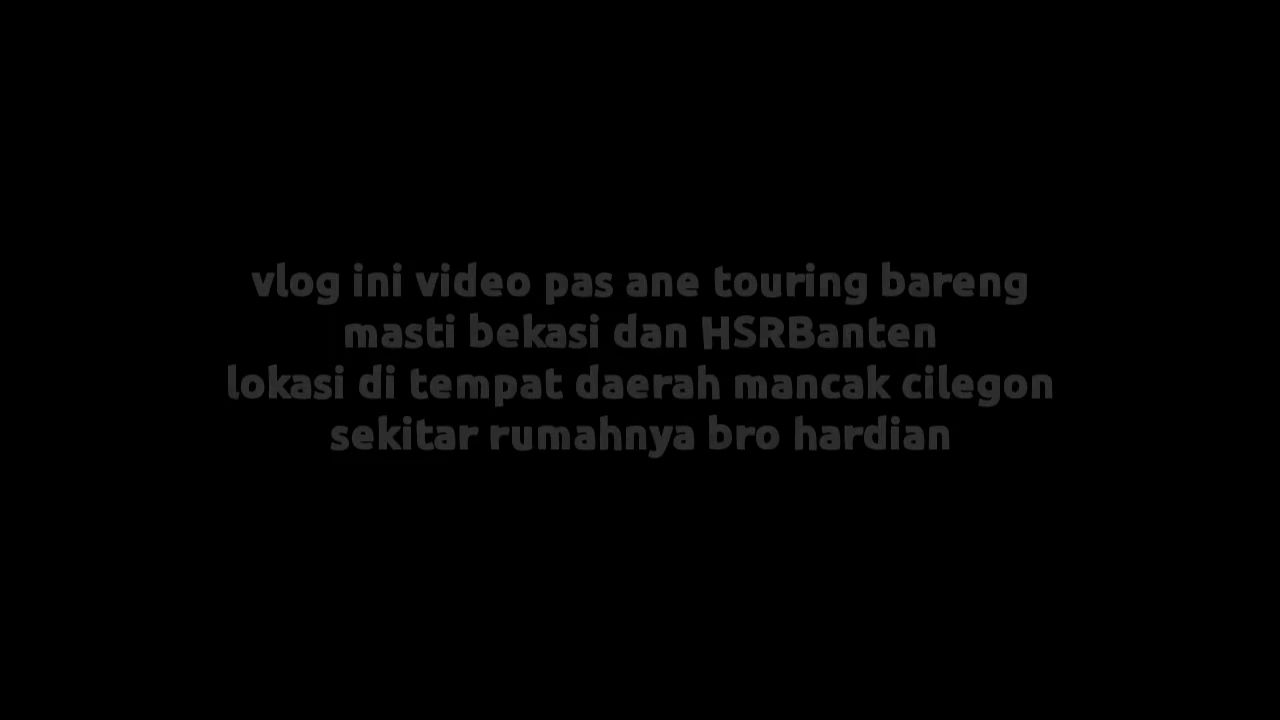 vlog ini video pas ane touring bareng
masti bekasi dan HSRBanten
lokasi di tempat daerah mancak cilegon
sekitar rumahnya bro hardian